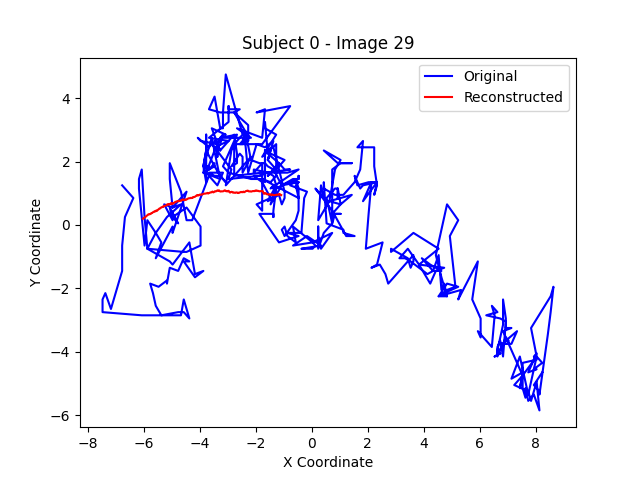 Subject 0 - Image 29
Original
Reconstructed
4
2
0
−2
−4
−6
Y Coordinate
−8 −6 −4 −2 0 2 4 6 8
X Coordinate